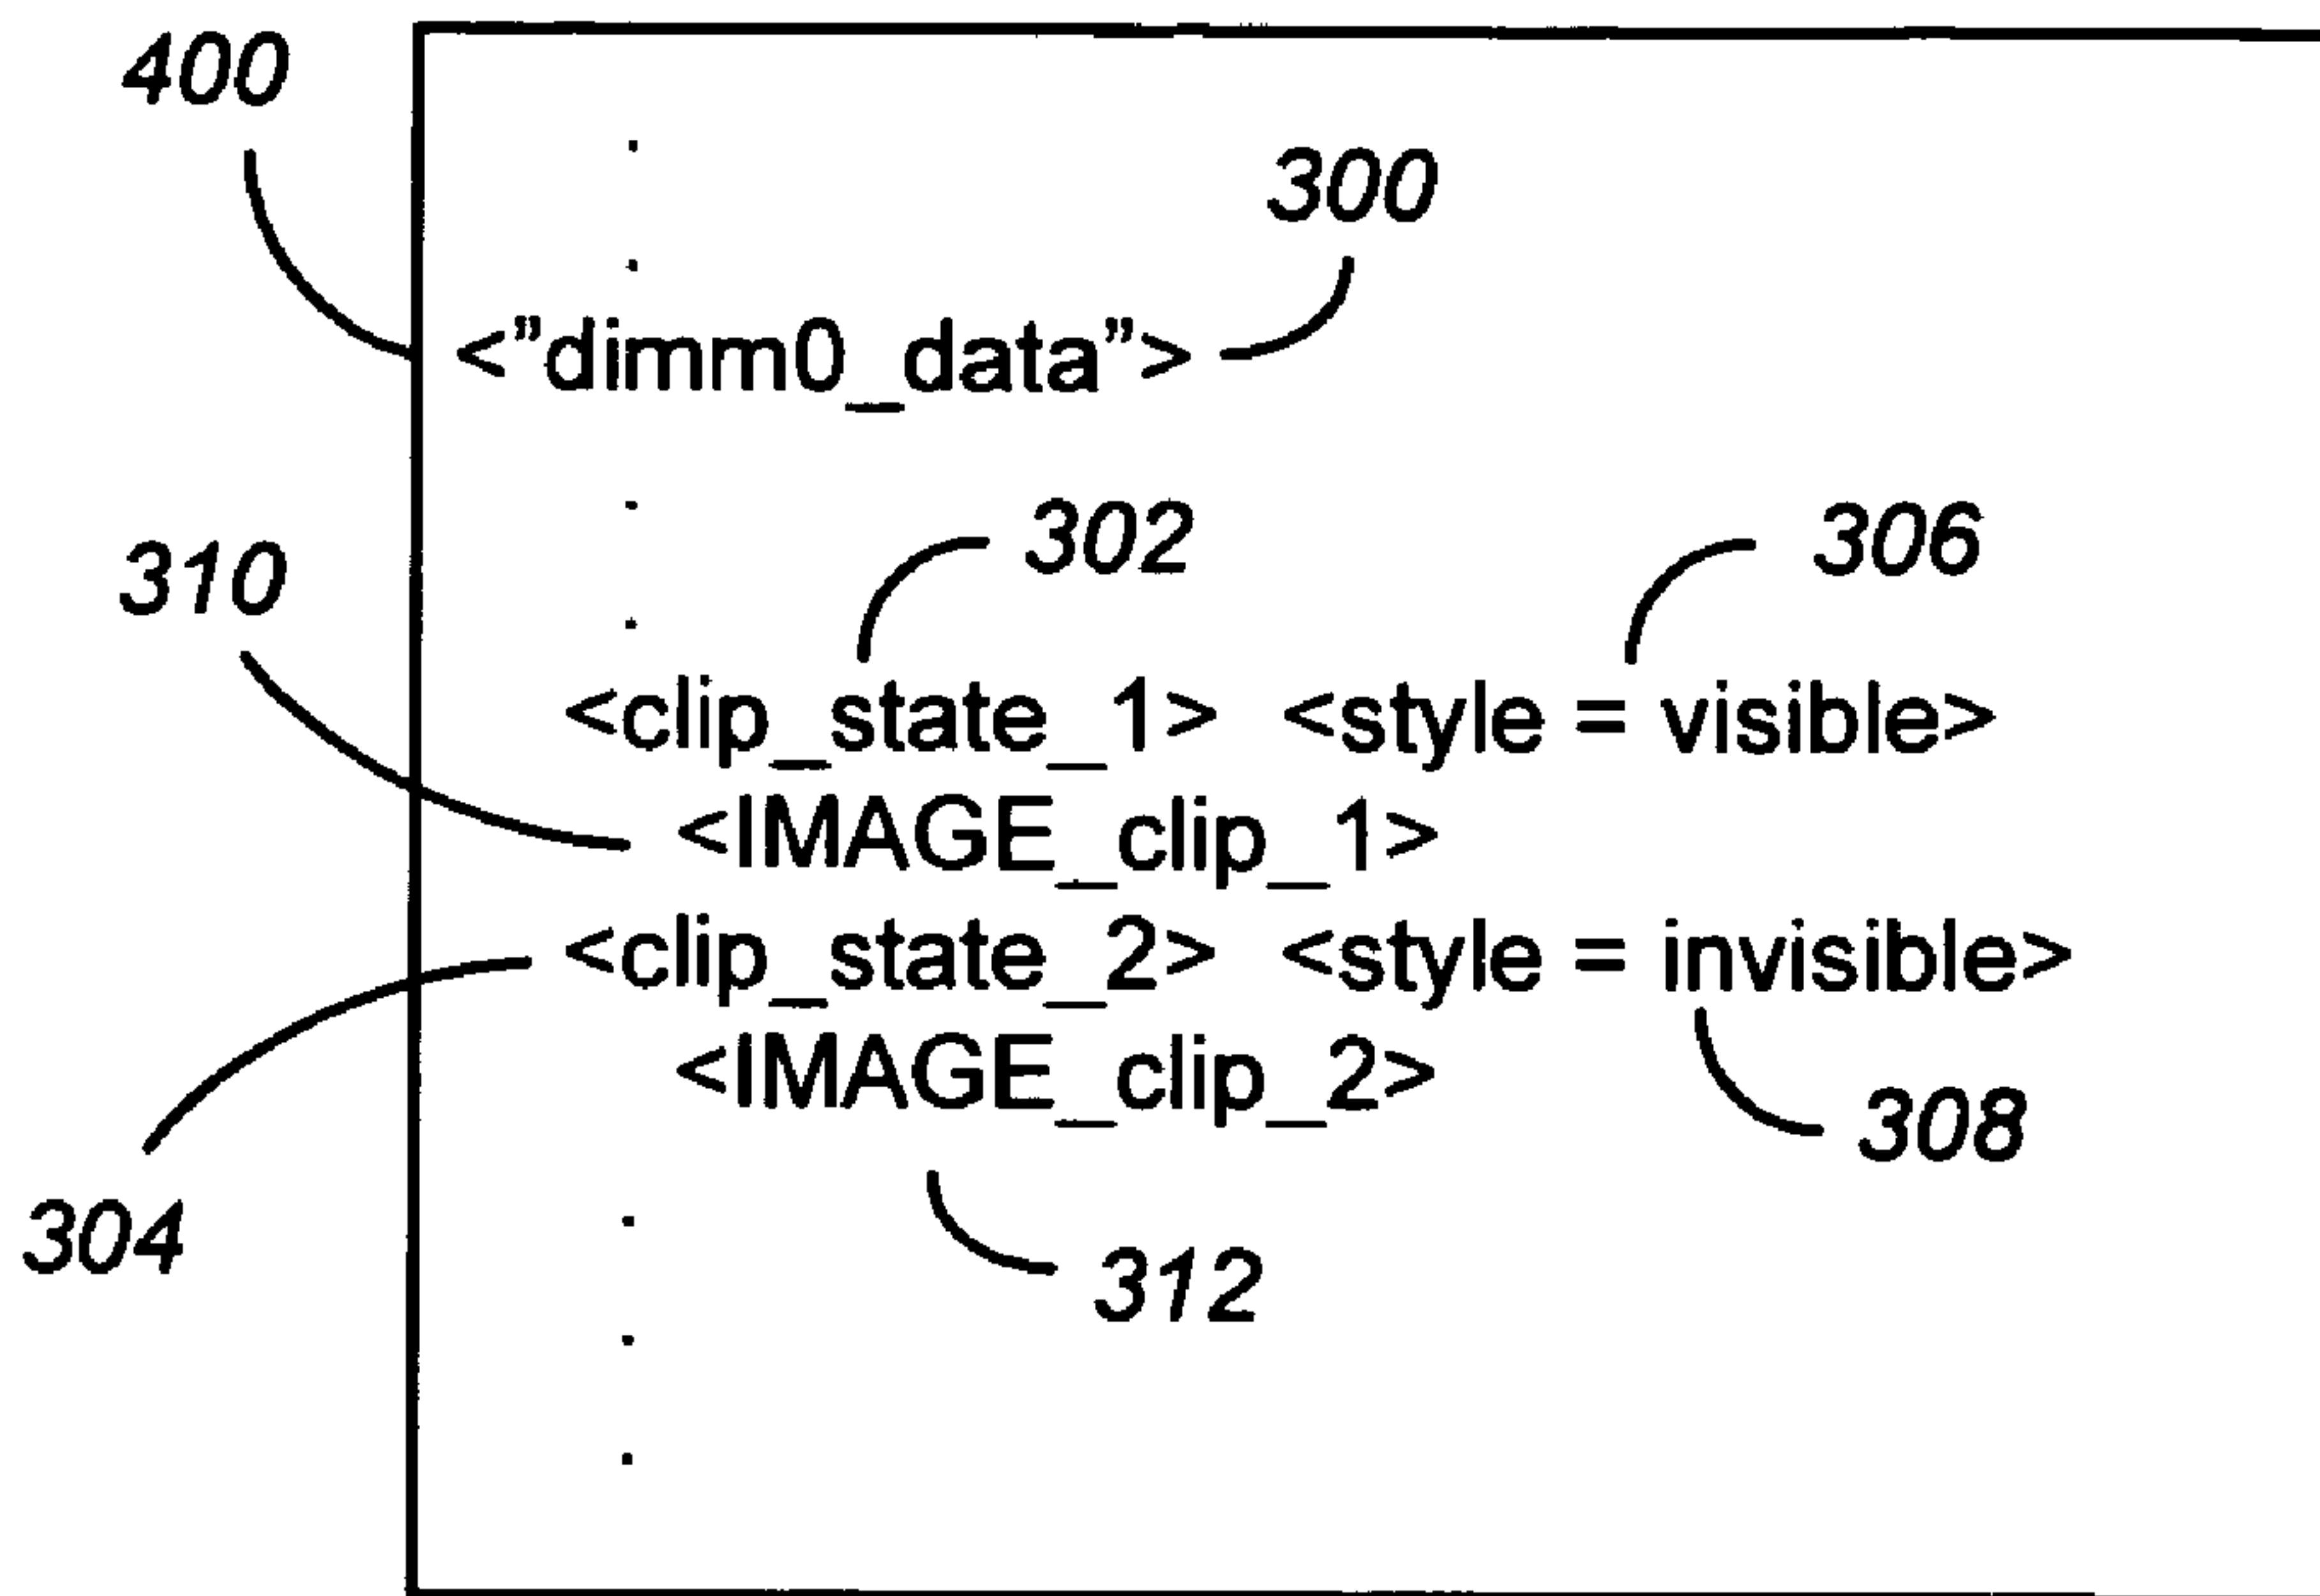 400
300
<”dimm0_data”>
302
306
310
<clip_state_1> <style = visible>
<IMAGE_clip_1>
<clip_state_2> <style = invisible>
<IMAGE_clip_2>
308
304
312